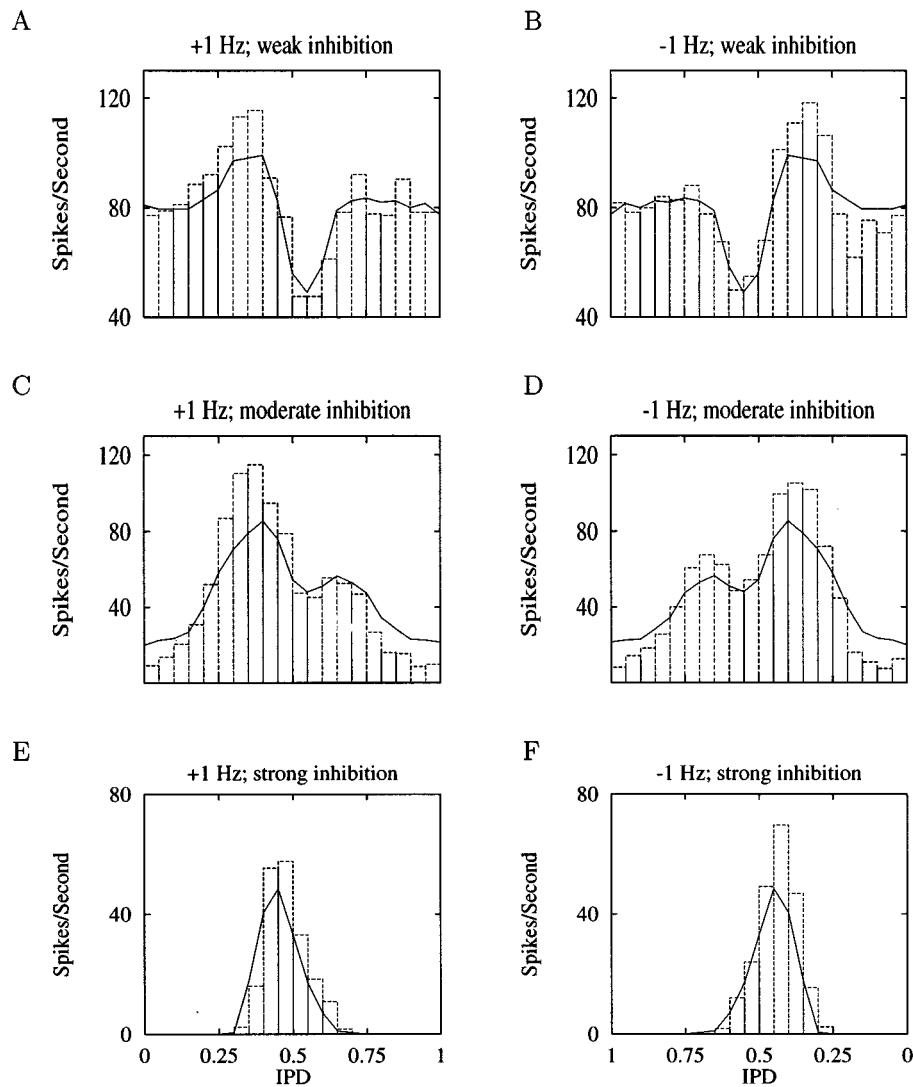 A
+1 Hz; weak inhibition
Spikes/Second
120
80
40
B
-1 Hz; weak inhibition
Spikes/Second
120
80
40
C
+1 Hz; moderate inhibition
Spikes/Second
120
80
40
D
-1 Hz; moderate inhibition
Spikes/Second
120
80
40
E
+1 Hz; strong inhibition
Spikes/Second
80
40
0
0 0.25 0.5 0.75 1
IPD
F
-1 Hz; strong inhibition
Spikes/Second
80
40
0
1 0.75 0.5 0.25 0
IPD